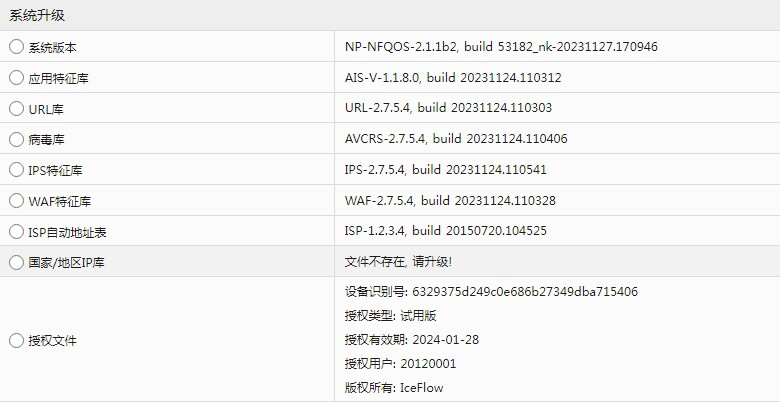 系统升级
系统版本 NP-NFQOS-2.1.1b2, build 53182_nk-20231127.170946
应用特征库 AIS-V-1.1.8.0, build 20231124.110312
URL库 URL-2.7.5.4, build 20231124.110303
病毒库 AVCRS-2.7.5.4, build 20231124.110406
IPS特征库 IPS-2.7.5.4, build 20231124.110541
WAF特征库 WAF-2.7.5.4, build 20231124.110328
ISP自动地址表 ISP-1.2.3.4, build 20150720.104525
国家/地区IP库 文件不存在, 请升级!
授权文件
设备识别号: 6329375d249c0e686b27349dba715406
授权类型: 试用版
授权有效期: 2024-01-28
授权用户: 20120001
版权所有: IceFlow